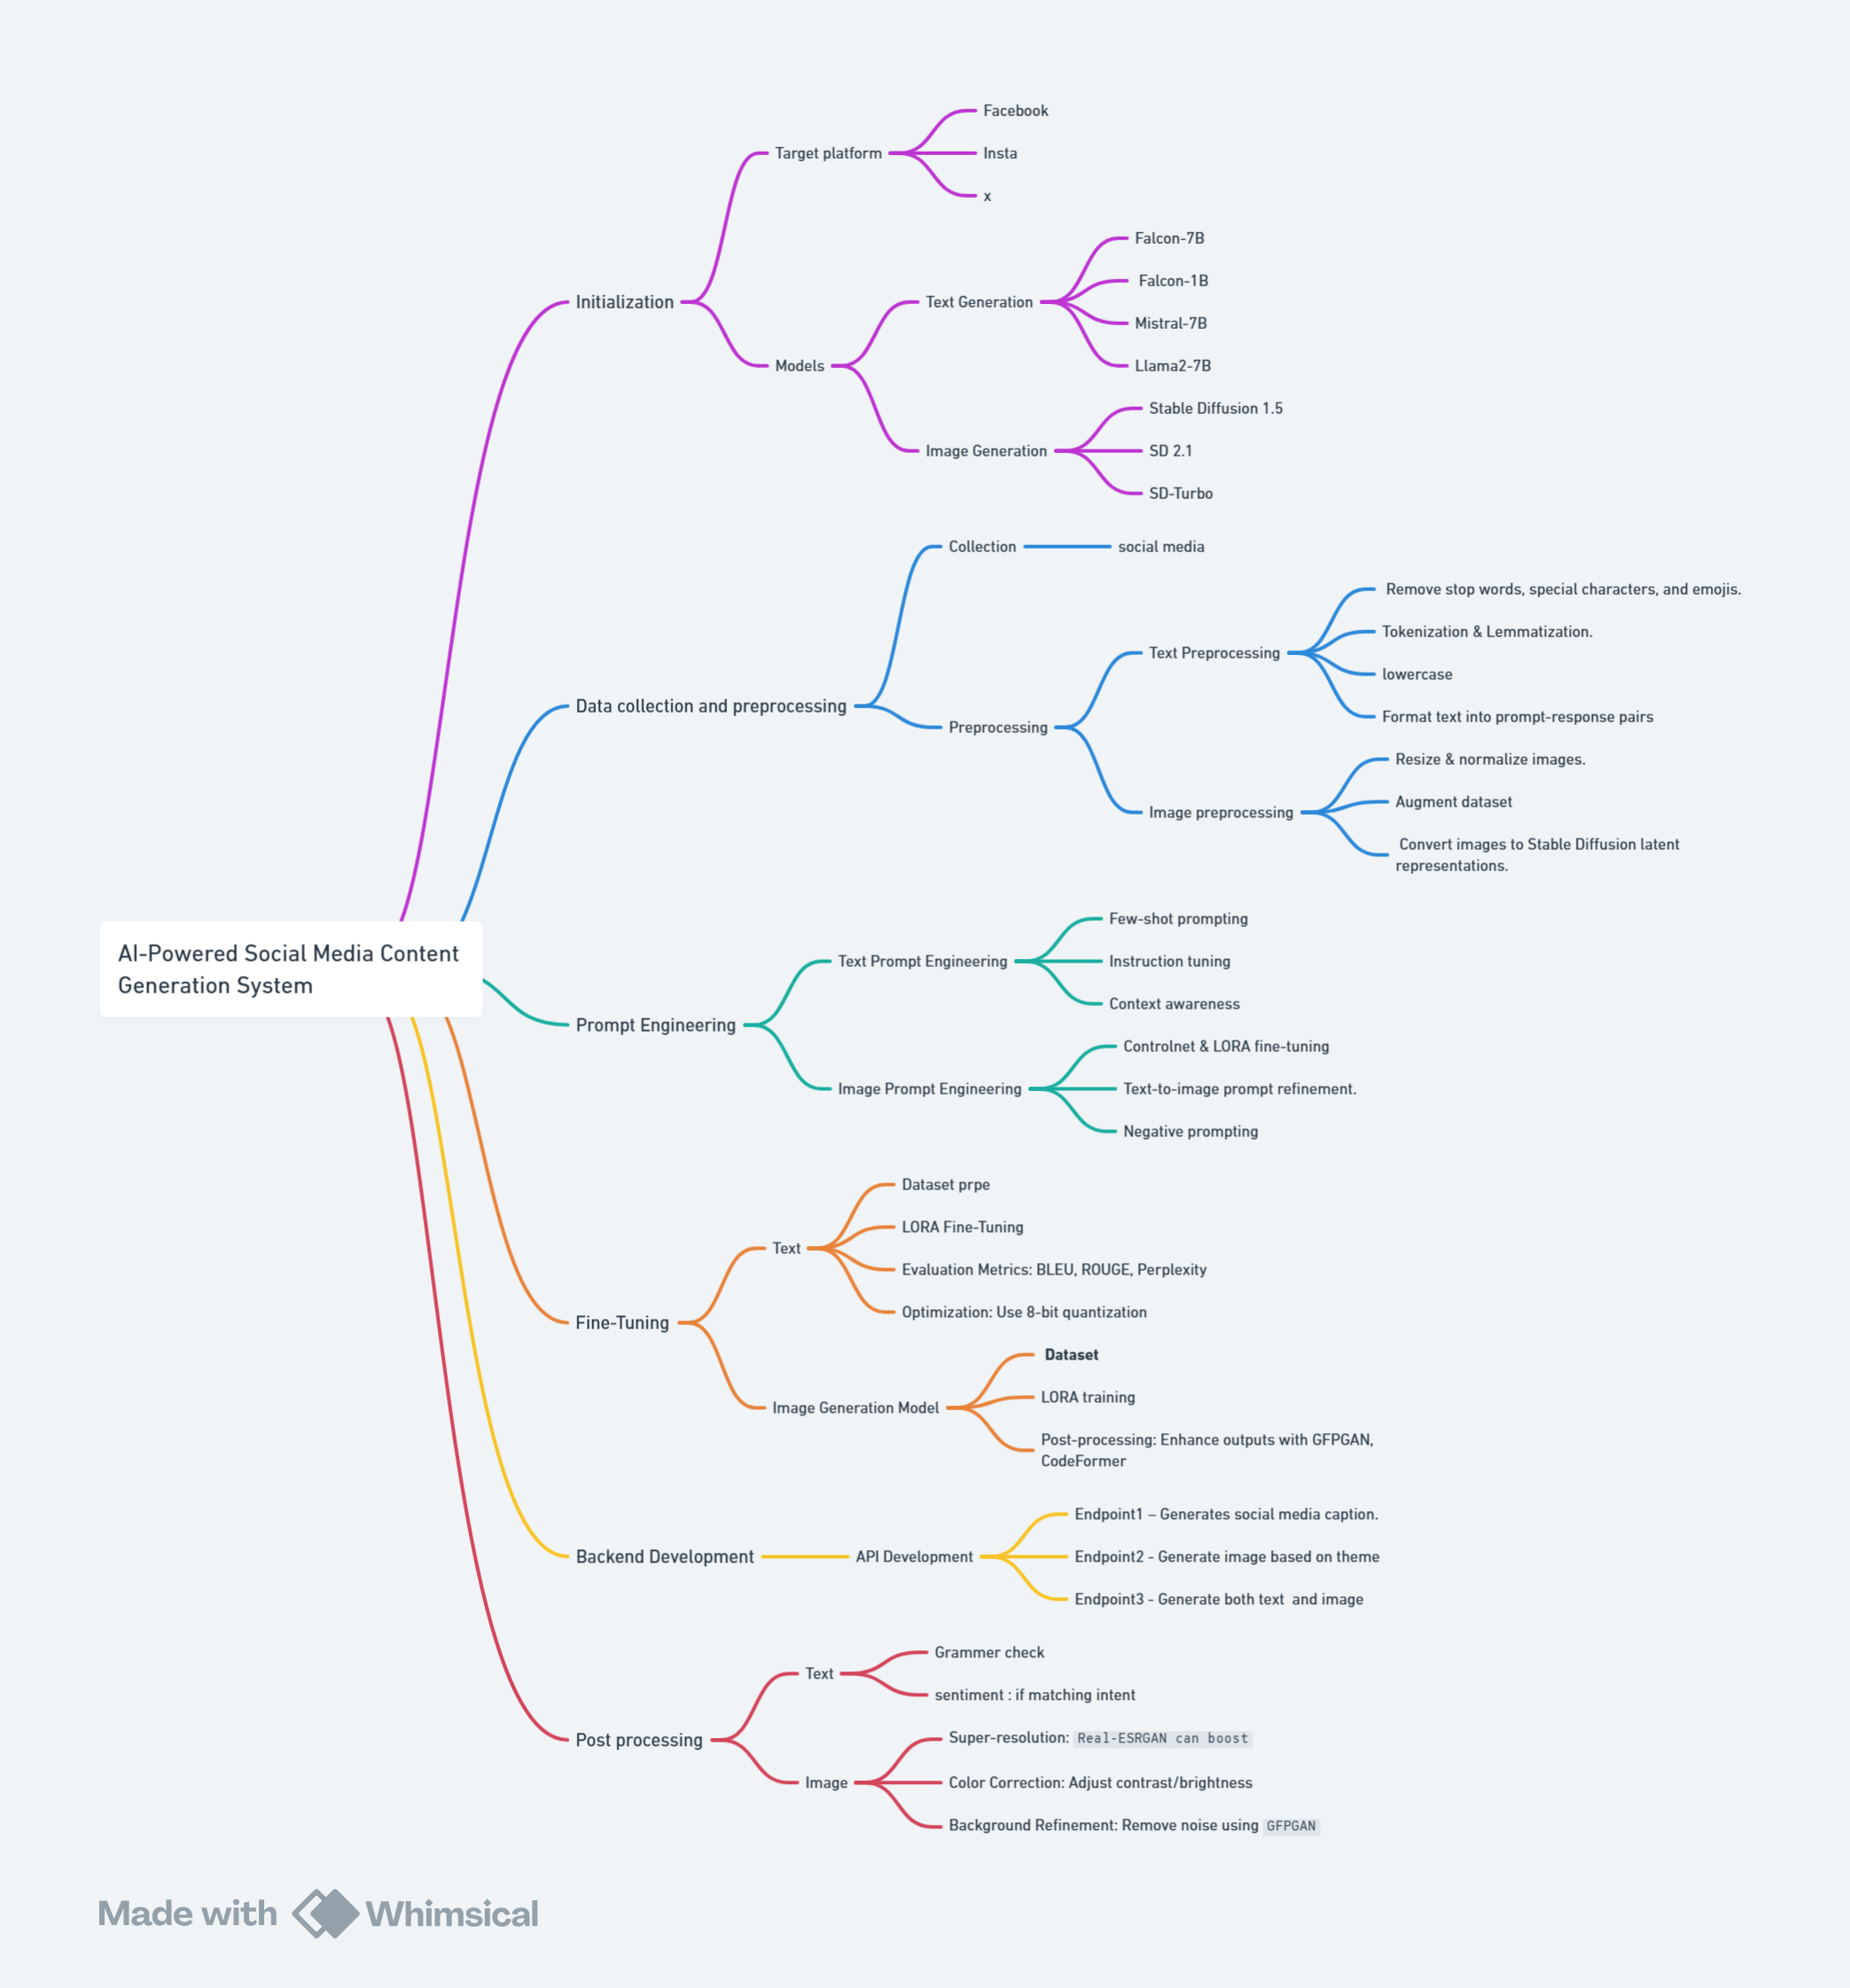 Facebook
Target platform
Insta
x
Falcon-7B
Falcon-1B
Initialization
Text Generation
Mistral-7B
Models
Llama2-7B
Stable Diffusion 1.5
Image Generation
SD 2.1
SD-Turbo
Collection
social media
Remove stop words, special characters, and emojis.
Tokenization & Lemmatization.
Text Preprocessing
lowercase
Data collection and preprocessing
Format text into prompt-response pairs
Preprocessing
Resize & normalize images.
Augment dataset
Image preprocessing
Convert images to Stable Diffusion latent
representations.
AI-Powered Social Media Content
Generation System
Few-shot prompting
Text Prompt Engineering
Instruction tuning
Context awareness
Prompt Engineering
Controlnet & LORA fine-tuning
Image Prompt Engineering
Text-to-image prompt refinement.
Negative prompting
Dataset prpe
LORA Fine-Tuning
Text
Evaluation Metrics: BLEU, ROUGE, Perplexity
Optimization: Use 8-bit quantization
Fine-Tuning
Dataset
LORA training
Image Generation Model
Post-processing: Enhance outputs with GFPGAN,
CodeFormer
Endpoint1 – Generates social media caption.
Backend Development
API Development
Endpoint2 - Generate image based on theme
Endpoint3 - Generate both text  and image
Grammer check
Text
sentiment : if matching intent
Post processing
Super-resolution: Real-ESRGAN can boost
Image
Color Correction: Adjust contrast/brightness
Background Refinement: Remove noise using GFPGAN
Made with Whimsical